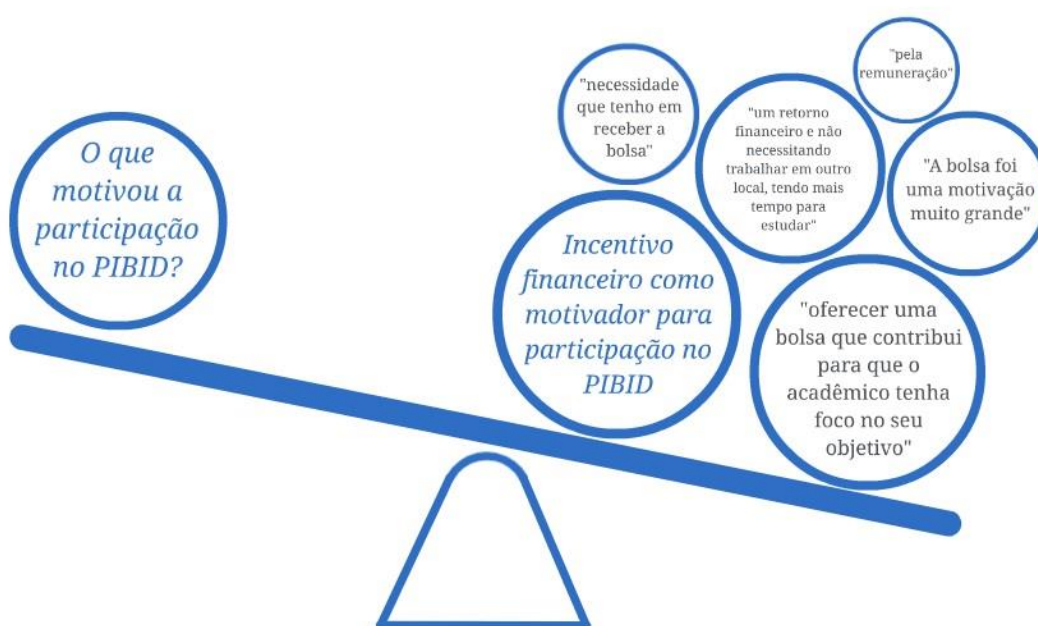 O que
motivou a
participação
no PIBID?
"necessidade
que tenho em
receber a
bolsa"
"um retorno
financeiro e não
necessitando
trabalhar em outro
local, tendo mais
tempo para
estudar"
"pela
remuneração"
"A bolsa foi
uma motivação
muito grande"
Incentivo
financeiro como
motivador para
participação no
PIBID
"oferecer uma
bolsa que contribui
para que o
acadêmico tenha
foco no seu
objetivo"